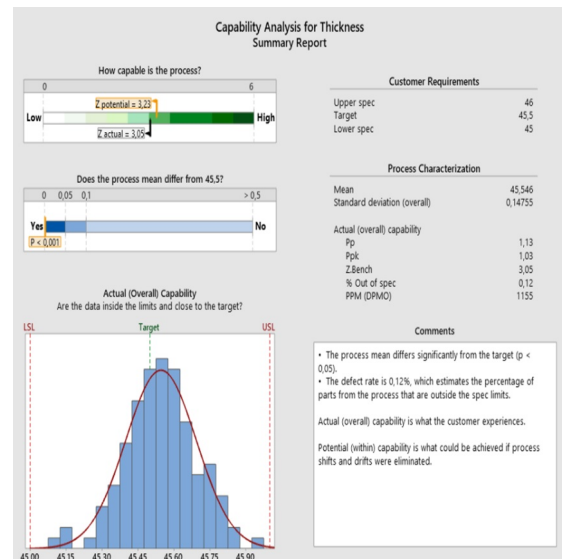 Capability Analysis for Thickness
Summary Report
How capable is the process?
0 6
Low High
Z potential = 3,23
Z actual = 3,05
Does the process mean differ from 45,5?
0 0,05 0,1 > 0,5
Yes No
P < 0,001
Actual (Overall) Capability
Are the data inside the limits and close to the target?
LSL Target USL
45,00 45,15 45,30 45,45 45,60 45,75 45,90
Customer Requirements
Upper spec 46
Target 45,5
Lower spec 45
Process Characterization
Mean 45,546
Standard deviation (overall) 0,14755
Actual (overall) capability
Pp 1,13
Ppk 1,03
Z.Bench 3,05
% Out of spec 0,12
PPM (DPMO) 1155
Comments
• The process mean differs significantly from the target (p <
0,05).
• The defect rate is 0,12%, which estimates the percentage of
parts from the process that are outside the spec limits.
Actual (overall) capability is what the customer experiences.
Potential (within) capability is what could be achieved if process
shifts and drifts were eliminated.